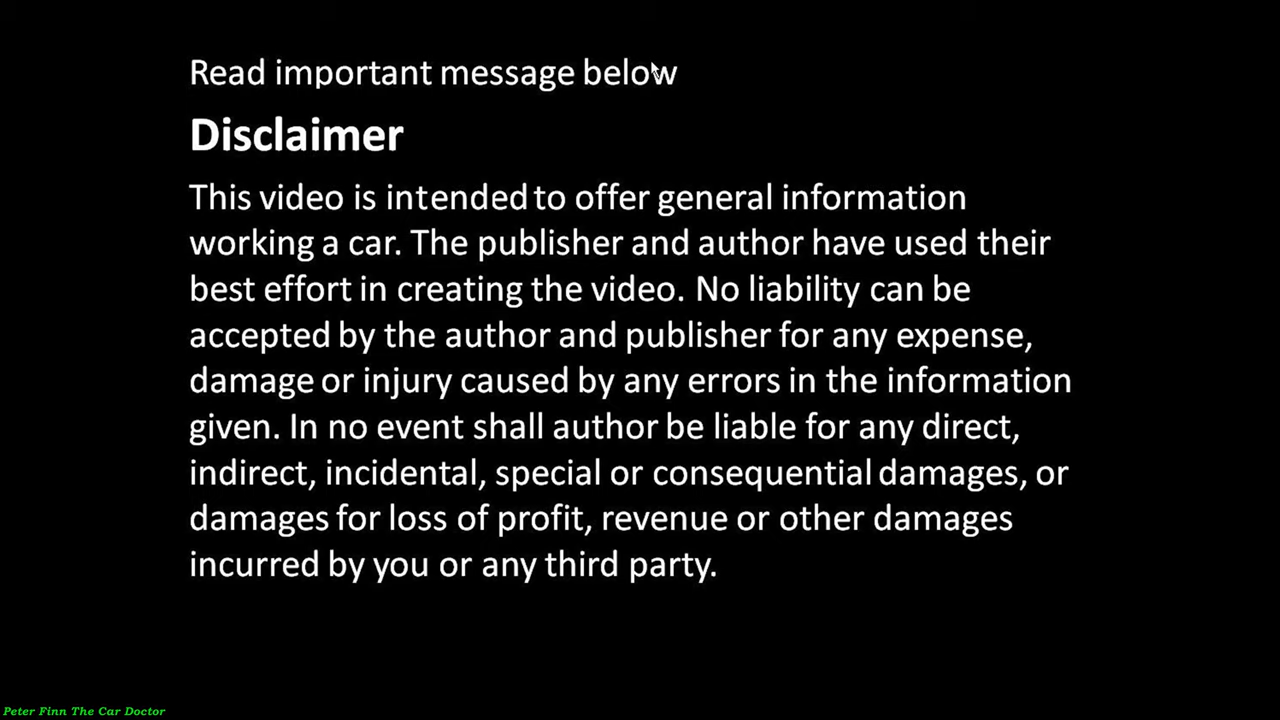 Read important message below
Disclaimer
This video is intended to offer general information
working a car. The publisher and author have used their
best effort in creating the video. No liability can be
accepted by the author and publisher for any expense,
damage or injury caused by any errors in the information
given. In no event shall author be liable for any direct,
indirect, incidental, special or consequential damages, or
damages for loss of profit, revenue or other damages
incurred by you or any third party.
Peter Finn The Car Doctor